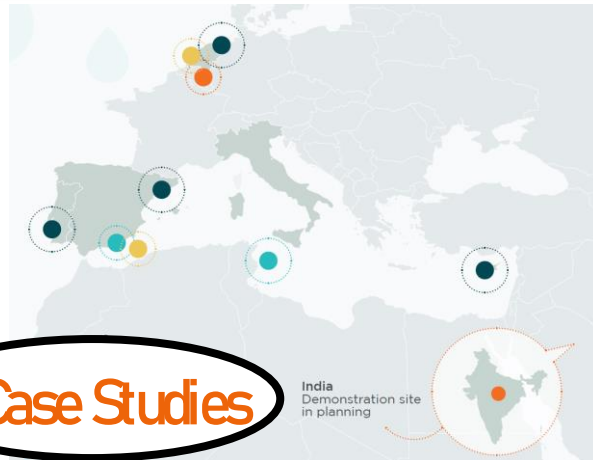 India
Demonstration site
in planning
Case Studies